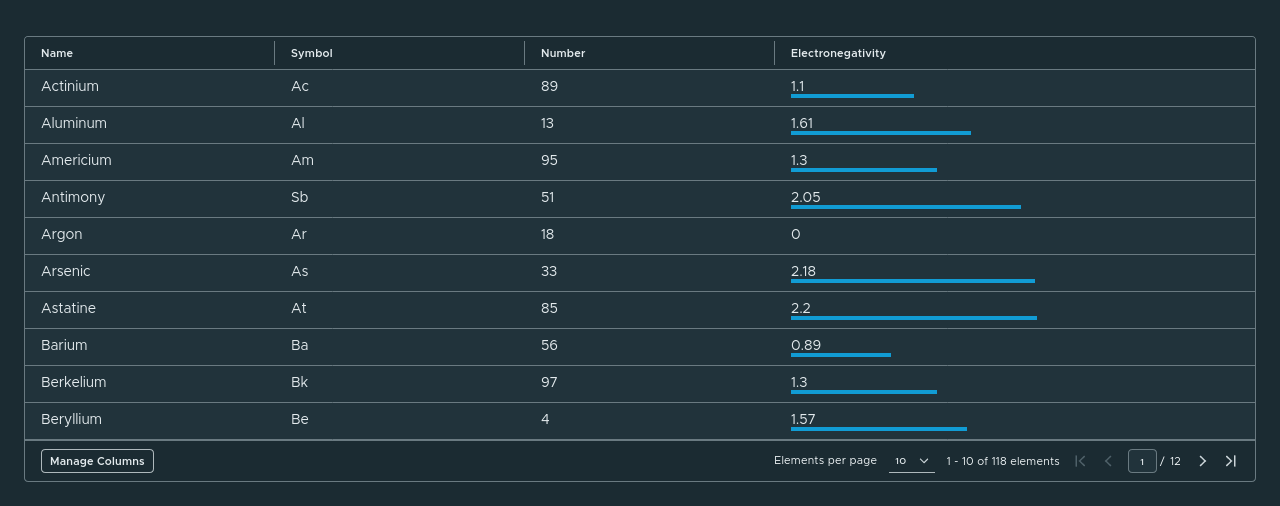 Name Symbol Number Electronegativity
Actinium Ac 89 1.1
Aluminum Al 13 1.61
Americium Am 95 1.3
Antimony Sb 51 2.05
Argon Ar 18 0
Arsenic As 33 2.18
Astatine At 85 2.2
Barium Ba 56 0.89
Berkelium Bk 97 1.3
Beryllium Be 4 1.57
Manage Columns Elements per page 10 1 - 10 of 118 elements 1 / 12